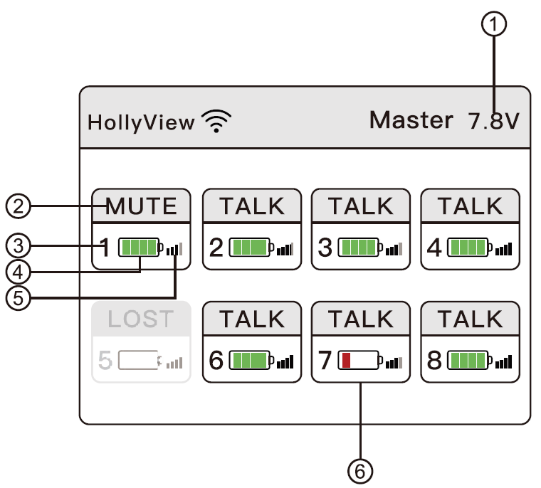 ①
HollyView Master 7.8V
② MUTE TALK TALK TALK
③ 1 2 3 4
④
⑤
LOST TALK TALK TALK
5 6 7 8
⑥